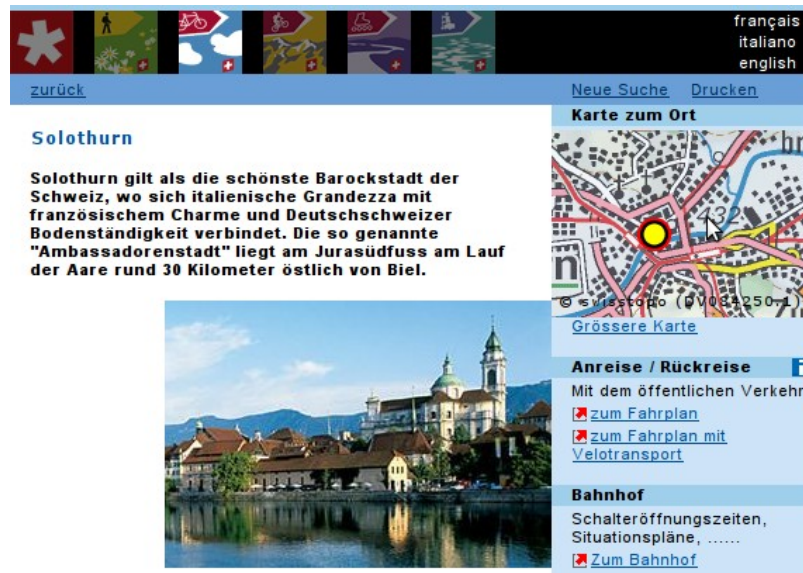 français
italiano
english
zurück
Neue Suche Drucken
Solothurn
Solothurn gilt als die schönste Barockstadt der
Schweiz, wo sich italienische Grandezza mit
französischem Charme und Deutschschweizer
Bodenständigkeit verbindet. Die so genannte
"Ambassadorenstadt" liegt am Jurasüdfuss am Lauf
der Aare rund 30 Kilometer östlich von Biel.
Karte zum Ort
432
© swisstopo (DV034250.1)
Grössere Karte
Anreise / Rückreise
Mit dem öffentlichen Verkehr
zum Fahrplan
zum Fahrplan mit
Velotransport
Bahnhof
Schalteröffnungszeiten,
Situationspläne, ......
Zum Bahnhof